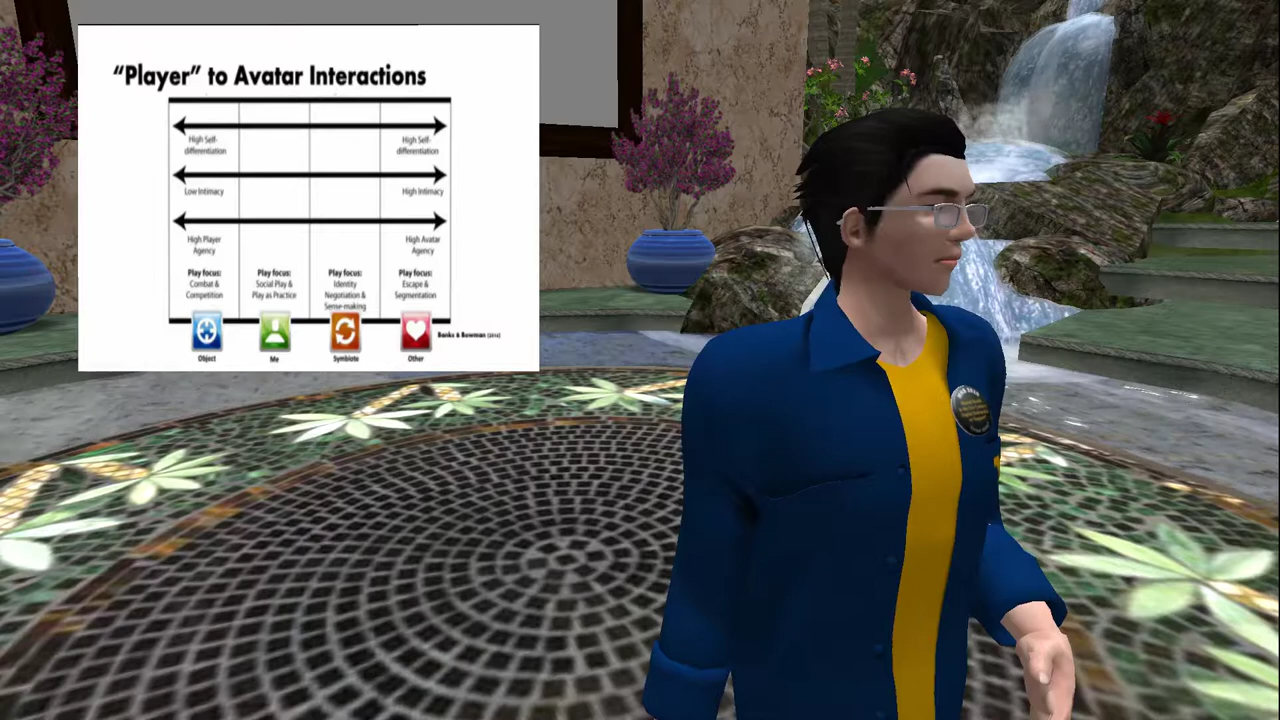 “Player” to Avatar Interactions
High Self-
differentiation
High Self-
differentiation
Low Intimacy
High Intimacy
High Player
Agency
High Avatar
Agency
Play focus:
Combat &
Competition
Play focus:
Social Play &
Play as Practice
Play focus:
Identity
Negotiation &
Sense-making
Play focus:
Escape &
Segmentation
Object
Me
Symbiote
Other
Banks & Bowman (2016)